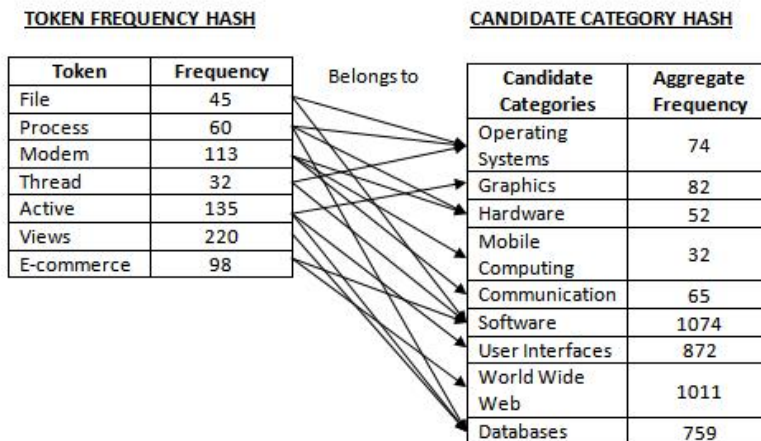 TOKEN FREQUENCY HASH
CANDIDATE CATEGORY HASH
Token Frequency
File 45
Process 60
Modem 113
Thread 32
Active 135
Views 220
E-commerce 98
Belongs to
Candidate Categories Aggregate Frequency
Operating Systems 74
Graphics 82
Hardware 52
Mobile Computing 32
Communication 65
Software 1074
User Interfaces 872
World Wide Web 1011
Databases 759